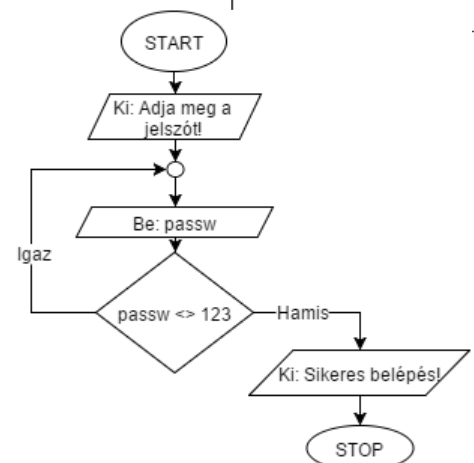 START
Ki: Adja meg a
jelszót!
Be: passw
Igaz
passw <> 123
Hamis
Ki: Sikeres belépés!
STOP